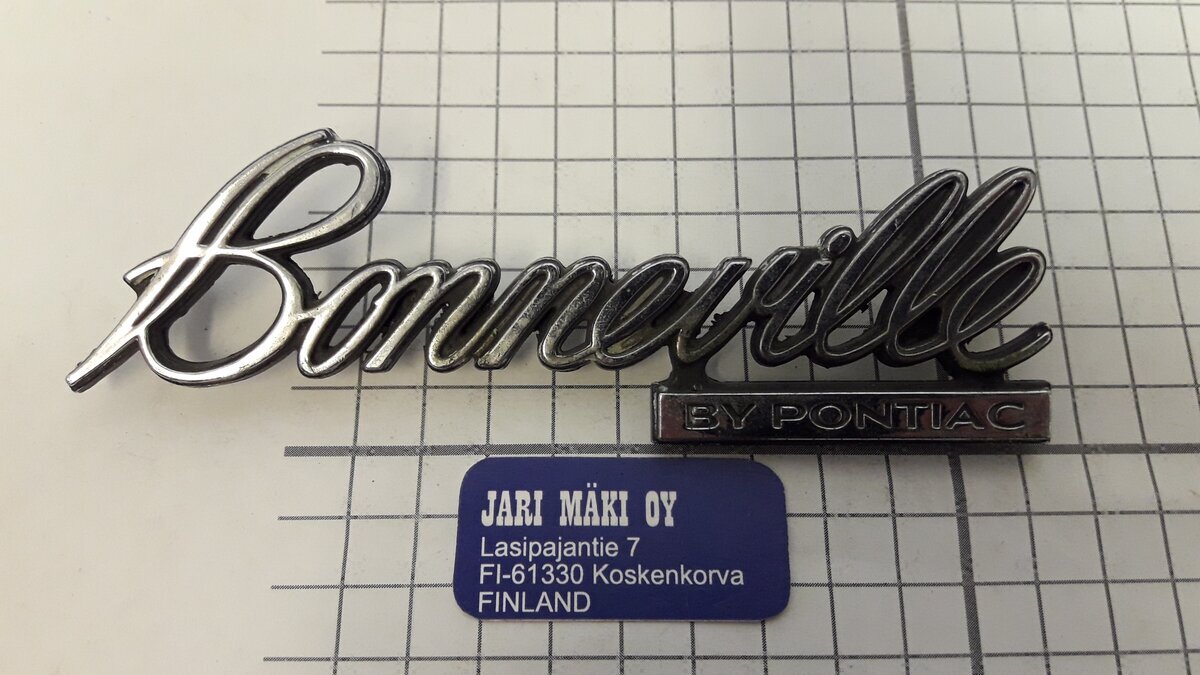 Bonneville
BY PONTIAC
JARI MÄKI OY
Lasipajantie 7
FI-61330 Koskenkorva
FINLAND